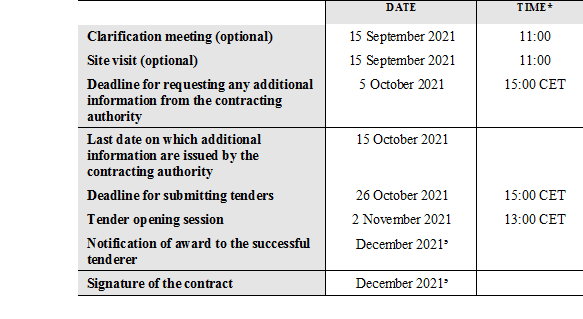 DATE TIME*
Clarification meeting (optional) 15 September 2021 11:00
Site visit (optional) 15 September 2021 11:00
Deadline for requesting any additional 5 October 2021 15:00 CET
information from the contracting
authority
Last date on which additional 15 October 2021
information are issued by the
contracting authority
Deadline for submitting tenders 26 October 2021 15:00 CET
Tender opening session 2 November 2021 13:00 CET
Notification of award to the successful December 2021ᵌ
tenderer
Signature of the contract December 2021ᵌ